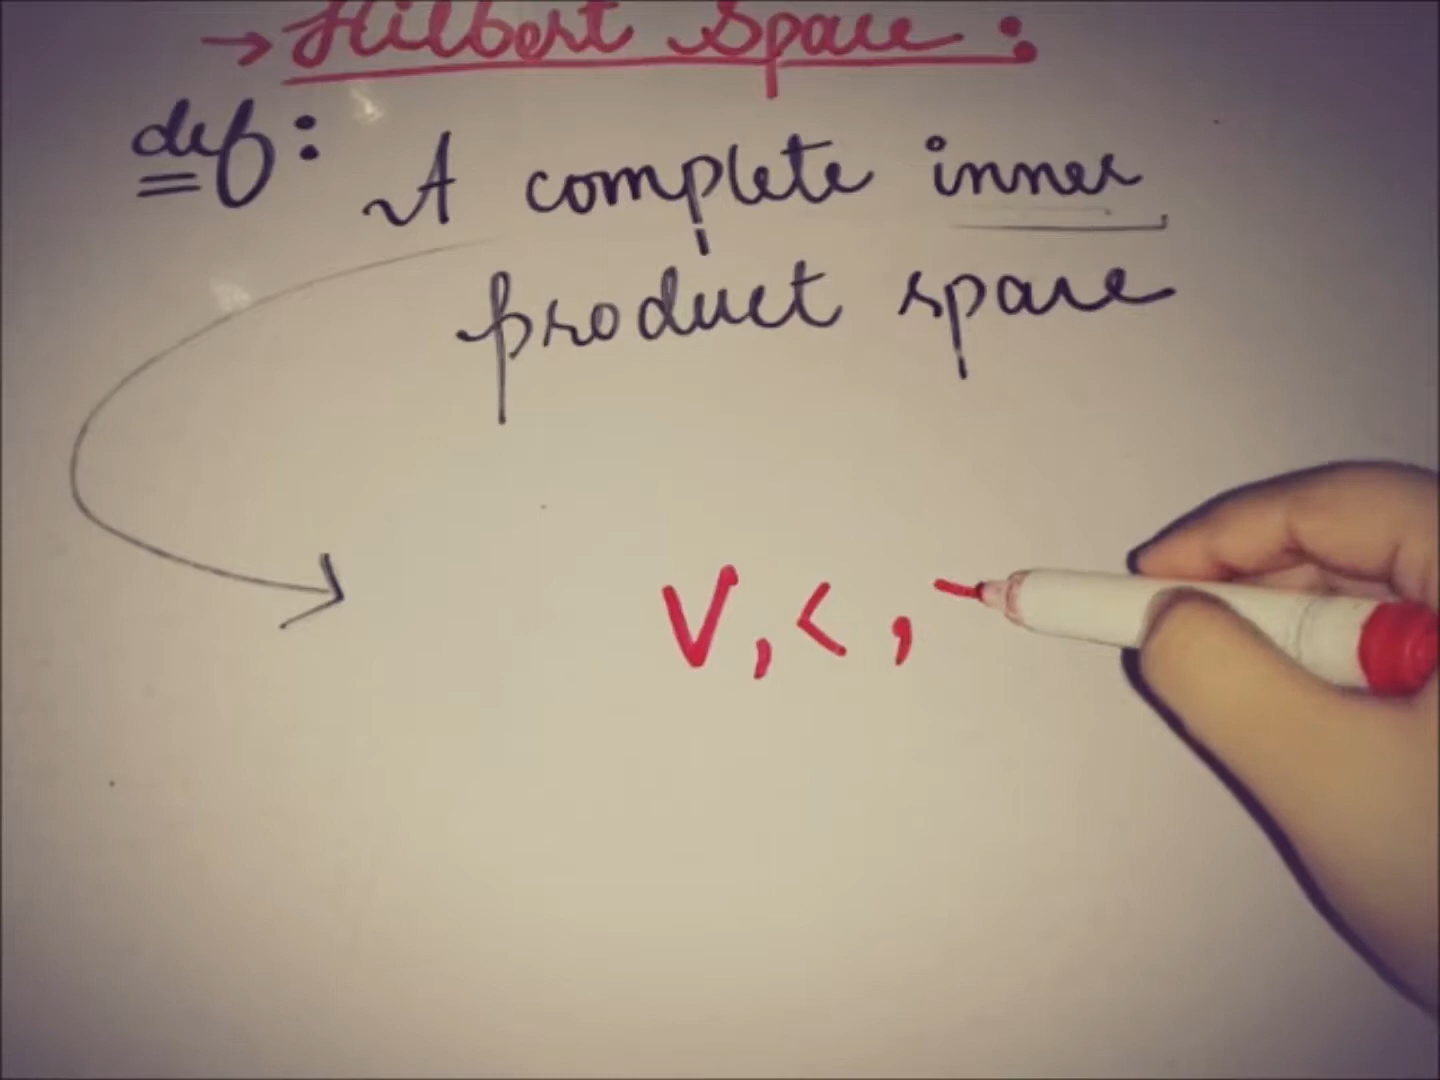 → Hilbert Space :
def : A complete inner
product space
V, < ,